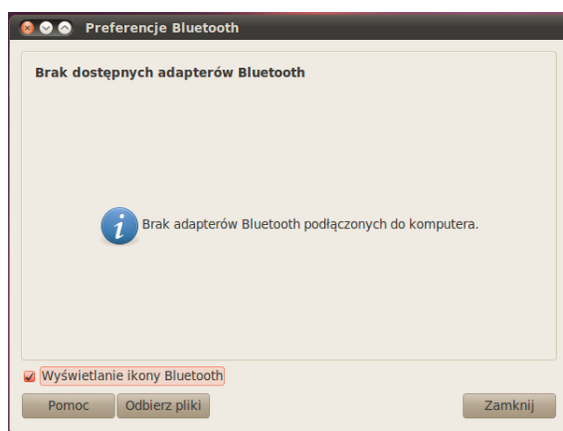 Preferencje Bluetooth
Brak dostępnych adapterów Bluetooth
Brak adapterów Bluetooth podłączonych do komputera.
Wyświetlanie ikony Bluetooth
Pomoc
Odbierz pliki
Zamknij